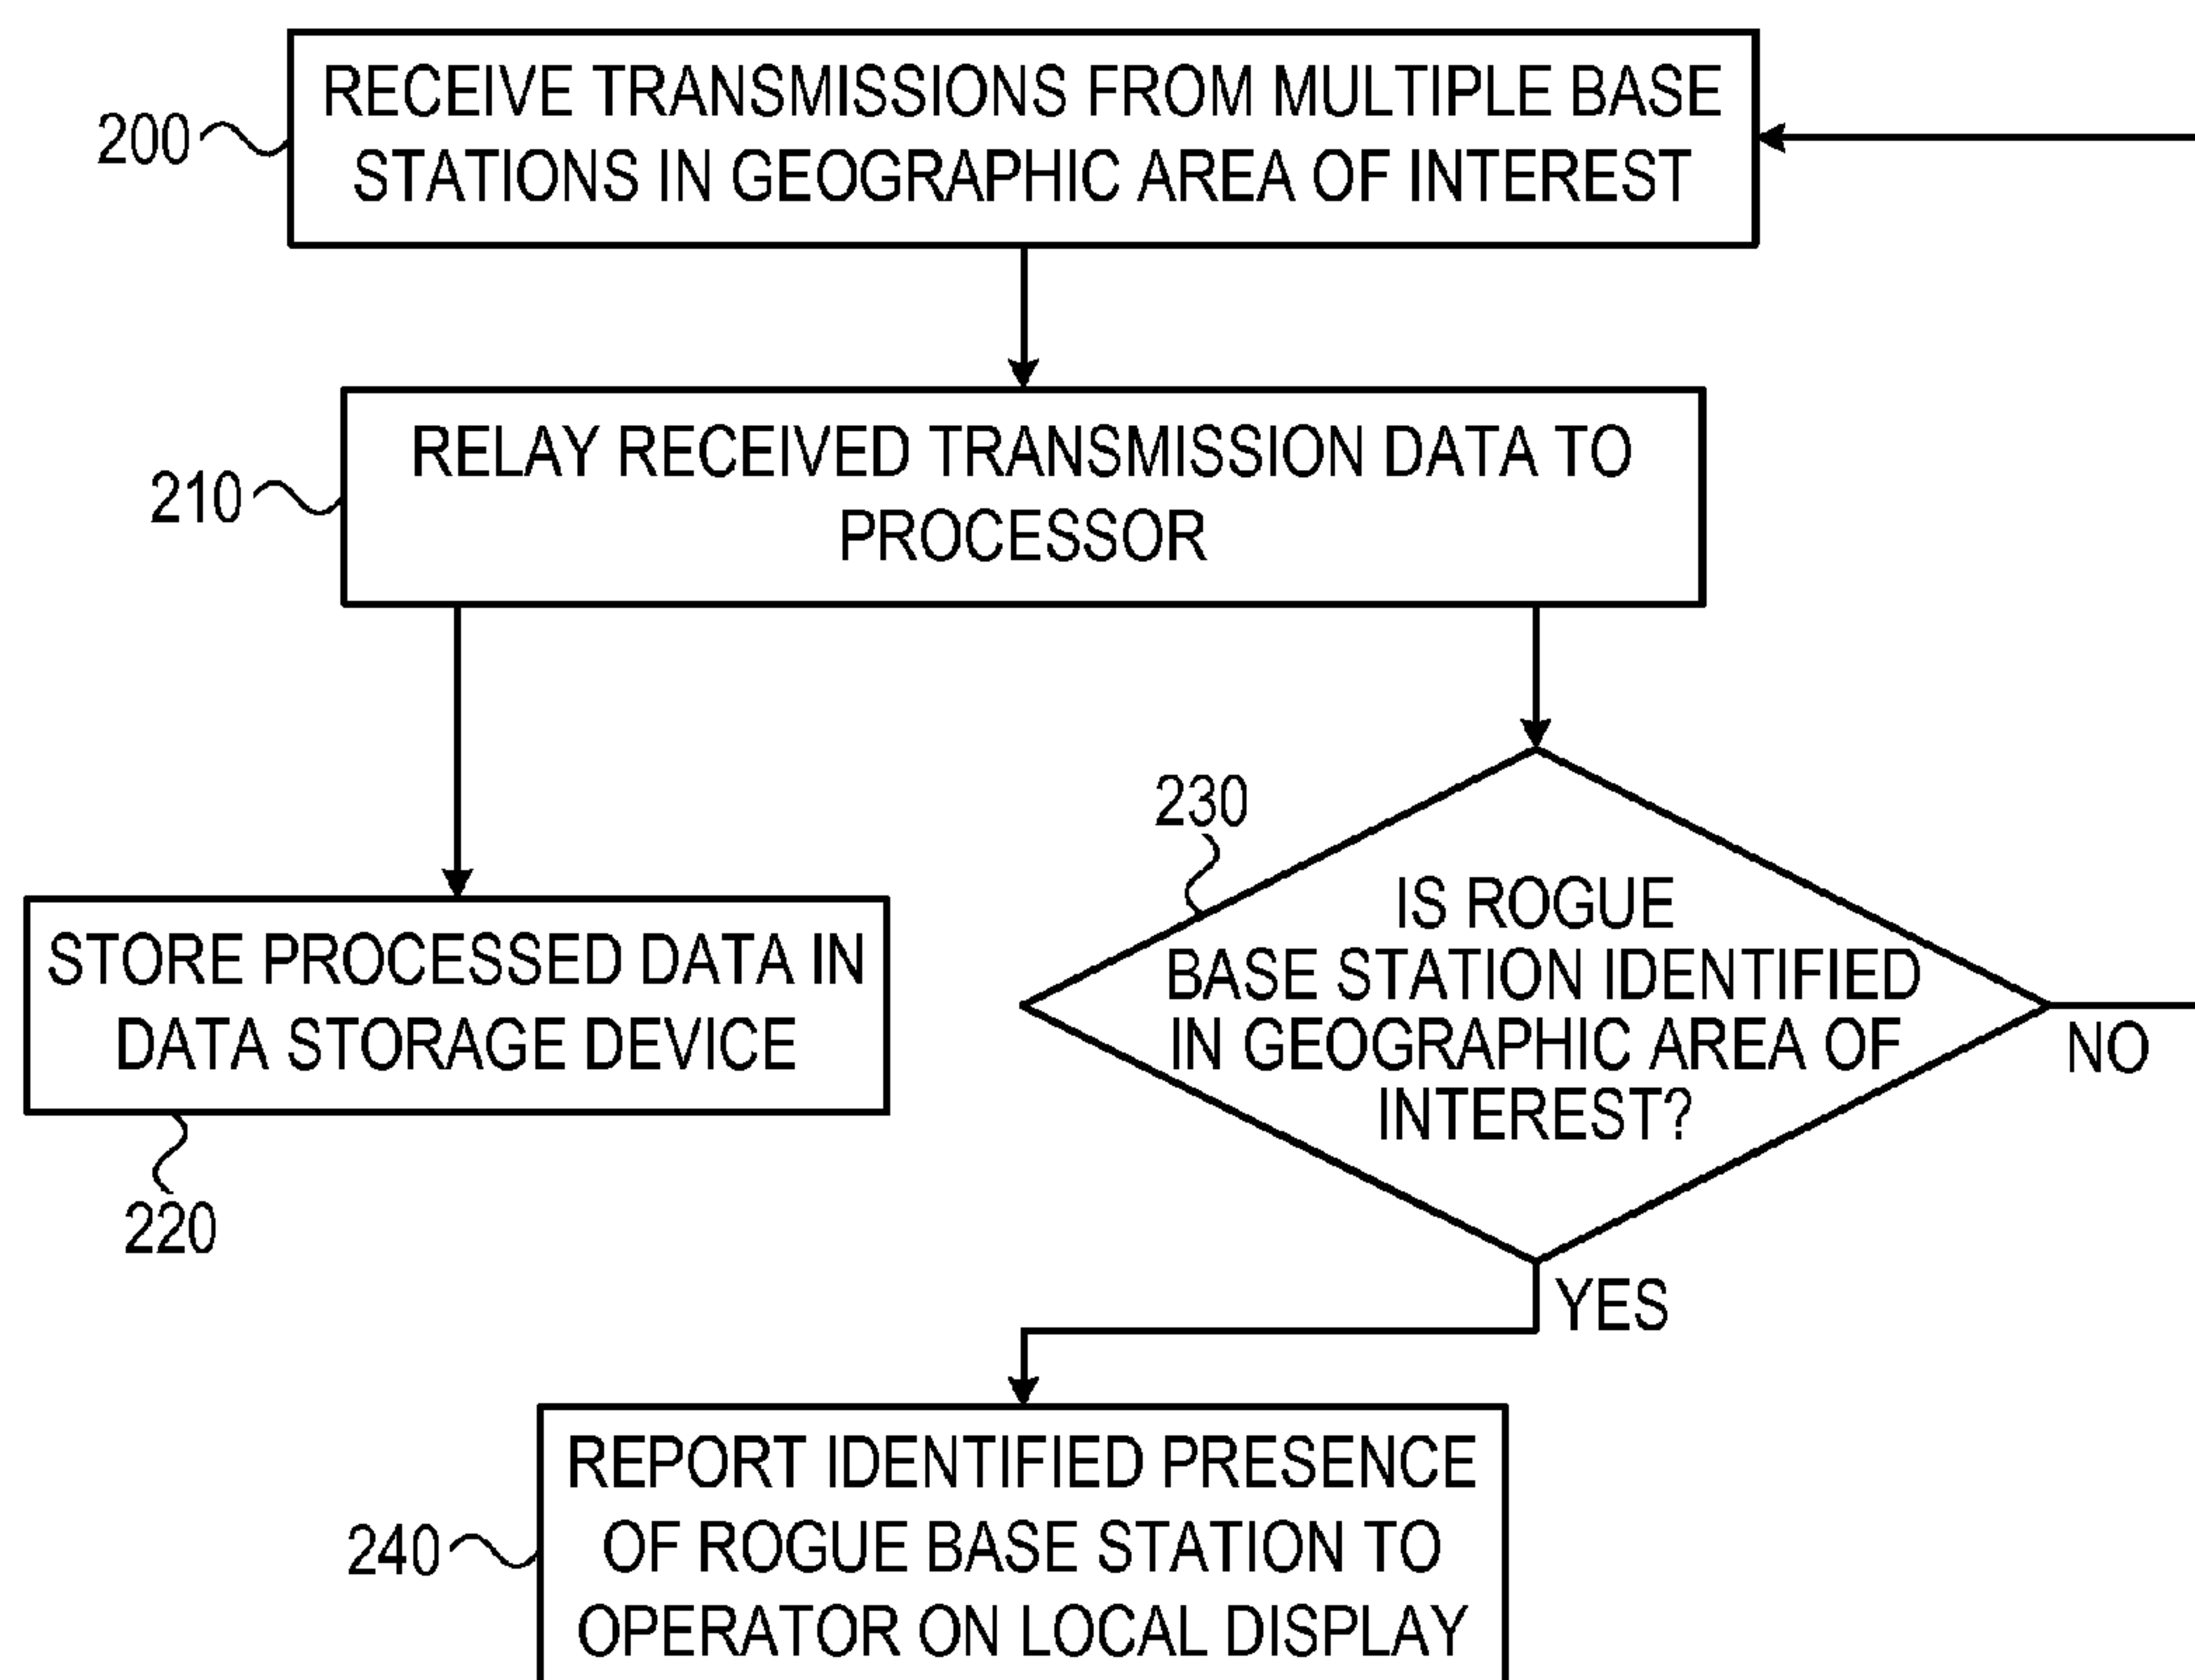 RECEIVE TRANSMISSIONS FROM MULTIPLE BASE
STATIONS IN GEOGRAPHIC AREA OF INTEREST
200
RELAY RECEIVED TRANSMISSION DATA TO
PROCESSOR
210
230
IS ROGUE
BASE STATION IDENTIFIED
IN GEOGRAPHIC AREA OF
INTEREST?
NO
STORE PROCESSED DATA IN
DATA STORAGE DEVICE
220
YES
REPORT IDENTIFIED PRESENCE
OF ROGUE BASE STATION TO
OPERATOR ON LOCAL DISPLAY
240